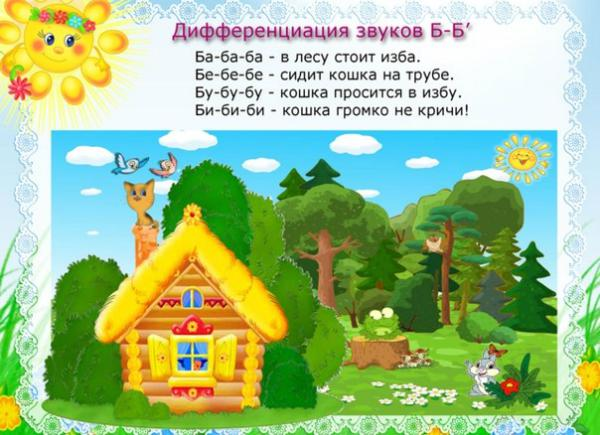 Дифференциация звуков Б-Б’
Ба-ба-ба - в лесу стоит изба.
Бе-бе-бе - сидит кошка на трубе.
Бу-бу-бу - кошка просится в избу.
Би-би-би - кошка громко не кричи!